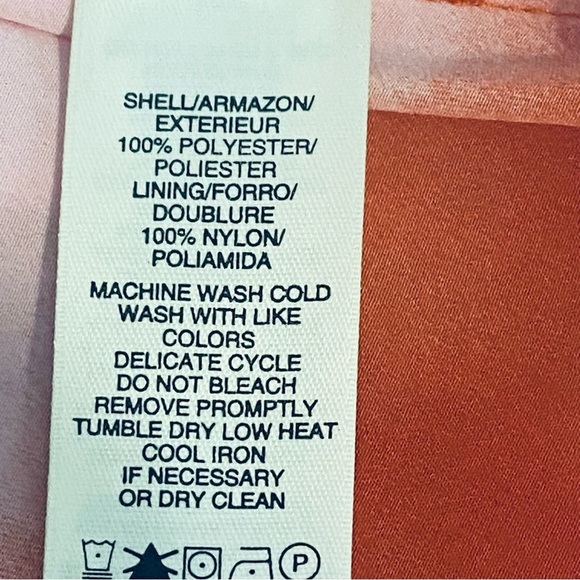 SHELL/ARMAZON/
EXTERIEUR
100% POLYESTER/
POLIESTER
LINING/FORRO/
DOUBLURE
100% NYLON/
POLIAMIDA
MACHINE WASH COLD
WASH WITH LIKE
COLORS
DELICATE CYCLE
DO NOT BLEACH
REMOVE PROMPTLY
TUMBLE DRY LOW HEAT
COOL IRON
IF NECESSARY
OR DRY CLEAN
P